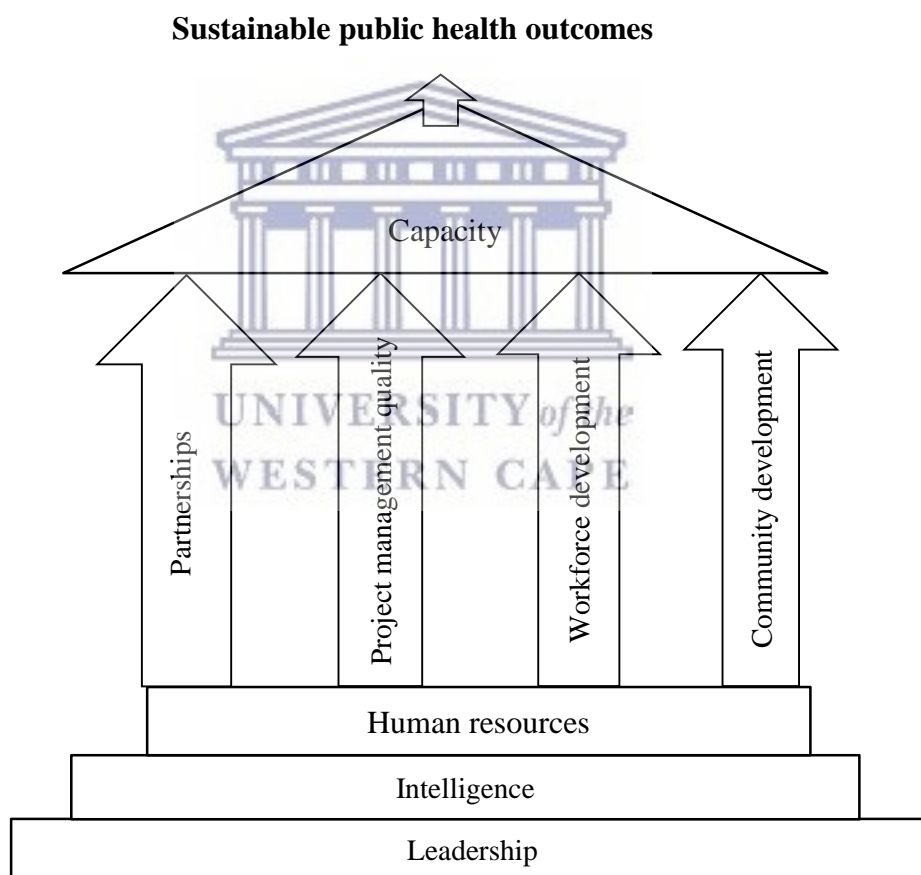 Sustainable public health outcomes
Capacity
UNIVERSITY of the
WESTERN CAPE
Partnerships
Project management quality
Workforce development
Community development
Human resources
Intelligence
Leadership